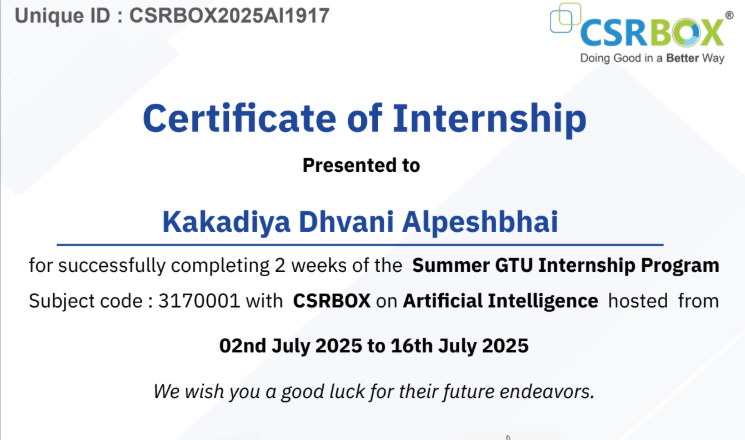 Unique ID : CSRBOX2025AI1917
CSRBOX®
Doing Good in a Better Way
Certificate of Internship
Presented to
Kakadiya Dhvani Alpeshbhai
for successfully completing 2 weeks of the Summer GTU Internship Program
Subject code : 3170001 with CSRBOX on Artificial Intelligence hosted from
02nd July 2025 to 16th July 2025
We wish you a good luck for their future endeavors.